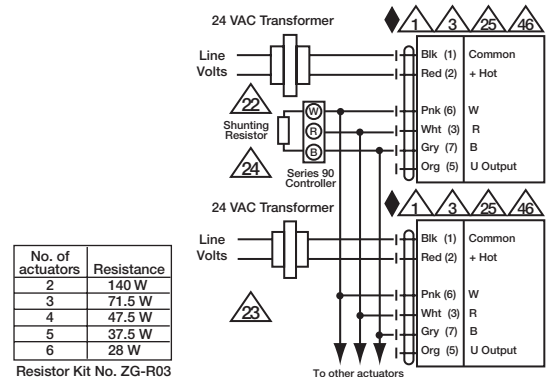 24 VAC Transformer
1 3 25 46
Line
Volts
Blk (1) Common
Red (2) + Hot
22
W
Pnk (6) W
Shunting
Resistor
R
Wht (3) R
B
Gry (7) B
24
Series 90
Controller
Org (5) U Output
24 VAC Transformer
1 3 25 46
Line
Volts
Blk (1) Common
Red (2) + Hot
23
Pnk (6) W
Wht (3) R
Gry (7) B
Org (5) U Output
To other actuators
No. of
actuators Resistance
2 140 W
3 71.5 W
4 47.5 W
5 37.5 W
6 28 W
Resistor Kit No. ZG-R03